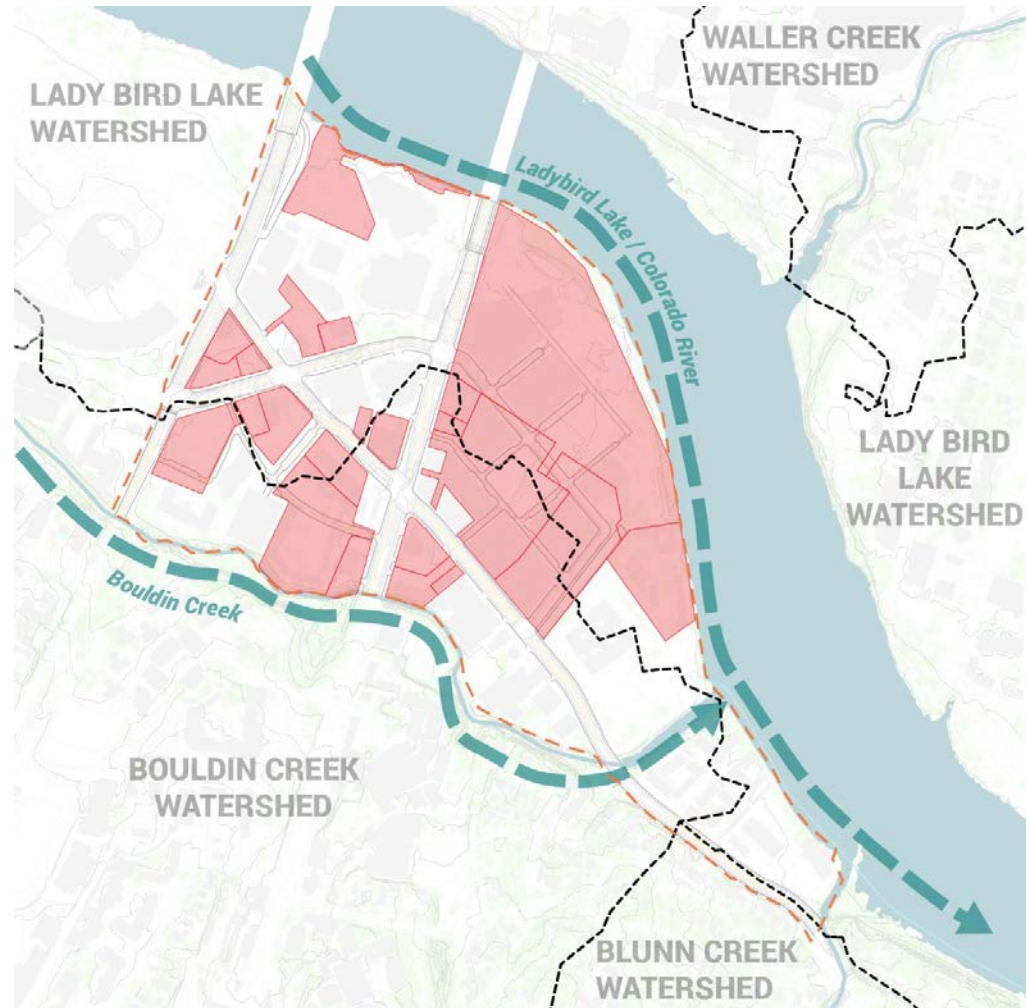 WALLER CREEK
WATERSHED
LADY BIRD LAKE
WATERSHED
Ladybird Lake / Colorado River
LADY BIRD
LAKE
WATERSHED
Bouldin Creek
BOULDIN CREEK
WATERSHED
BLUNN CREEK
WATERSHED